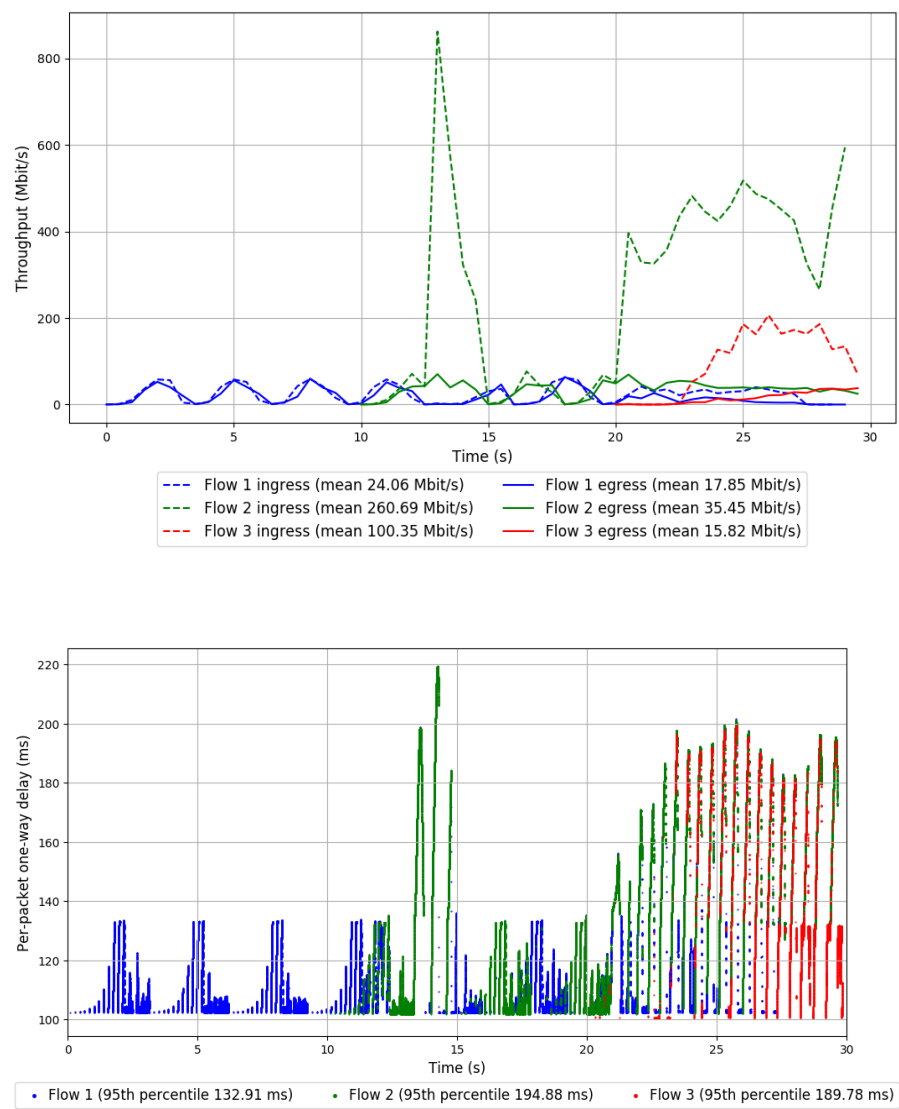 800
600
400
200
0
Throughput (Mbit/s)
0 5 10 15 20 25 30
Time (s)
Flow 1 ingress (mean 24.06 Mbit/s) Flow 1 egress (mean 17.85 Mbit/s)
Flow 2 ingress (mean 260.69 Mbit/s) Flow 2 egress (mean 35.45 Mbit/s)
Flow 3 ingress (mean 100.35 Mbit/s) Flow 3 egress (mean 15.82 Mbit/s)
220
200
180
160
140
120
100
Per-packet one-way delay (ms)
0 5 10 15 20 25 30
Time (s)
Flow 1 (95th percentile 132.91 ms) Flow 2 (95th percentile 194.88 ms) Flow 3 (95th percentile 189.78 ms)